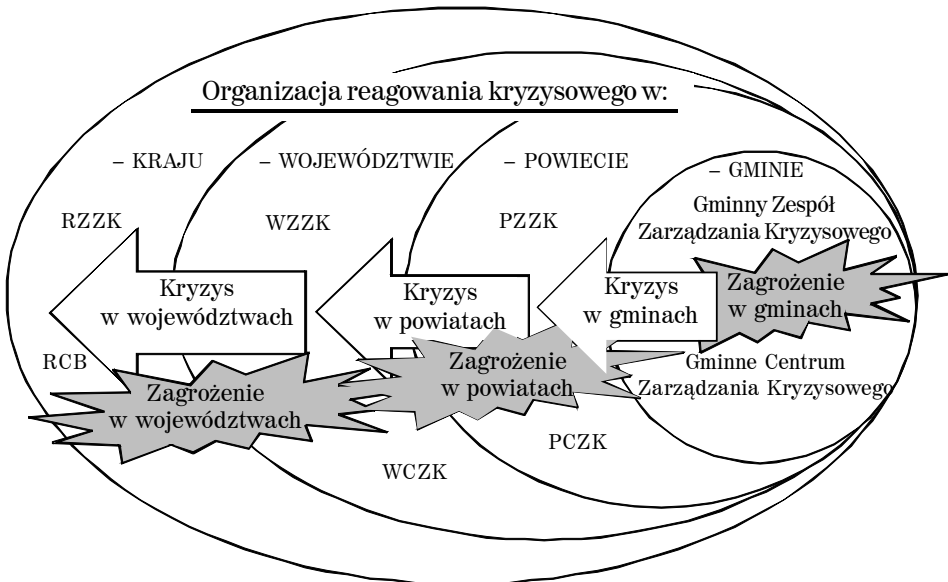 Organizacja reagowania kryzysowego w:
– KRAJU
– WOJEWÓDZTWIE
– POWIECIE
– GMINIE
RZZK
WZZK
PZZK
Gminny Zespół
Zarządzania Kryzysowego
Kryzys
w województwach
Kryzys
w powiatach
Kryzys
w gminach
Zagrożenie
w gminach
RCB
Zagrożenie
w województwach
Zagrożenie
w powiatach
Gminne Centrum
Zarządzania Kryzysowego
WCZK
PCZK